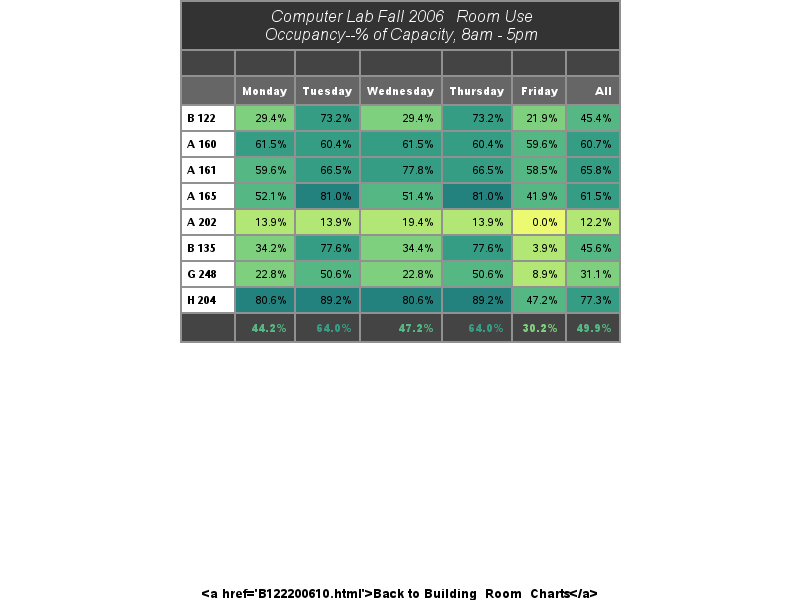 Computer Lab Fall 2006 Room Use
Occupancy--% of Capacity, 8am - 5pm
Monday Tuesday Wednesday Thursday Friday All
B 122 29.4% 73.2% 29.4% 73.2% 21.9% 45.4%
A 160 61.5% 60.4% 61.5% 60.4% 59.6% 60.7%
A 161 59.6% 66.5% 77.8% 66.5% 58.5% 65.8%
A 165 52.1% 81.0% 51.4% 81.0% 41.9% 61.5%
A 202 13.9% 13.9% 19.4% 13.9% 0.0% 12.2%
B 135 34.2% 77.6% 34.4% 77.6% 3.9% 45.6%
G 248 22.8% 50.6% 22.8% 50.6% 8.9% 31.1%
H 204 80.6% 89.2% 80.6% 89.2% 47.2% 77.3%
44.2% 64.0% 47.2% 64.0% 30.2% 49.9%
<a href='B122200610.html'>Back to Building_Room_Charts</a>